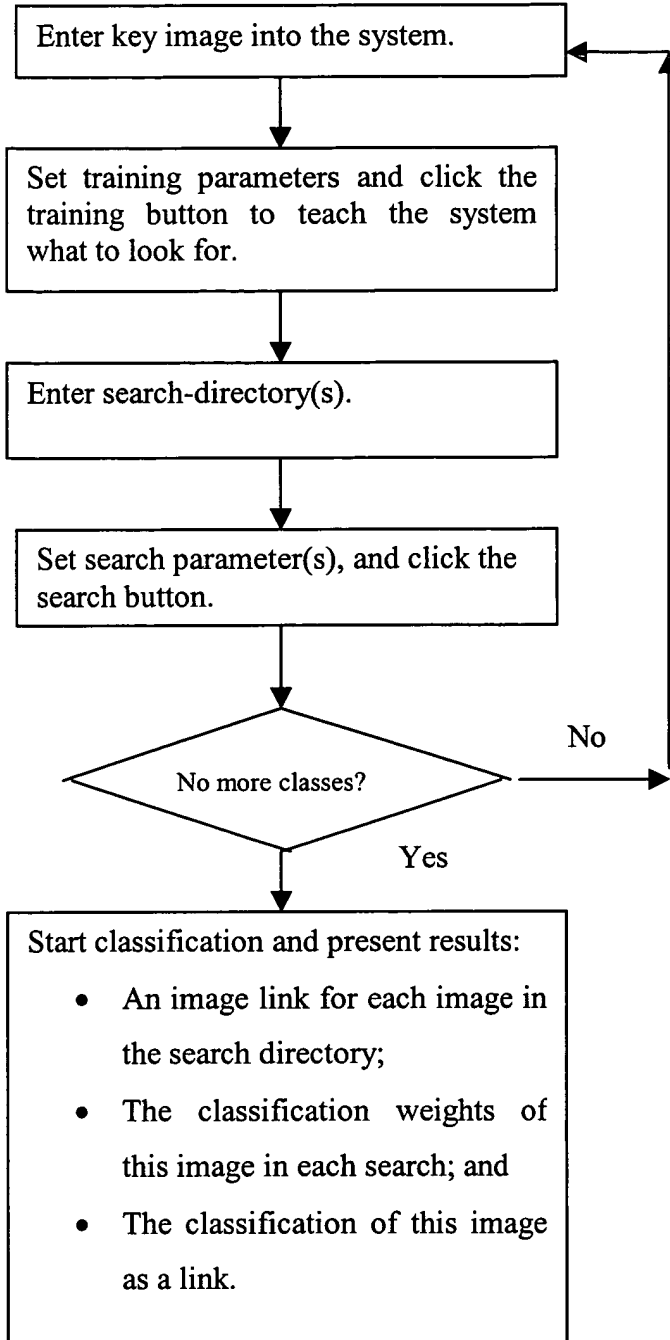 Enter key image into the system.
Set training parameters and click the
training button to teach the system
what to look for.
Enter search-directory(s).
Set search parameter(s), and click the
search button.
No more classes?
No
Yes
Start classification and present results:
• An image link for each image in
the search directory;
• The classification weights of
this image in each search; and
• The classification of this image
as a link.